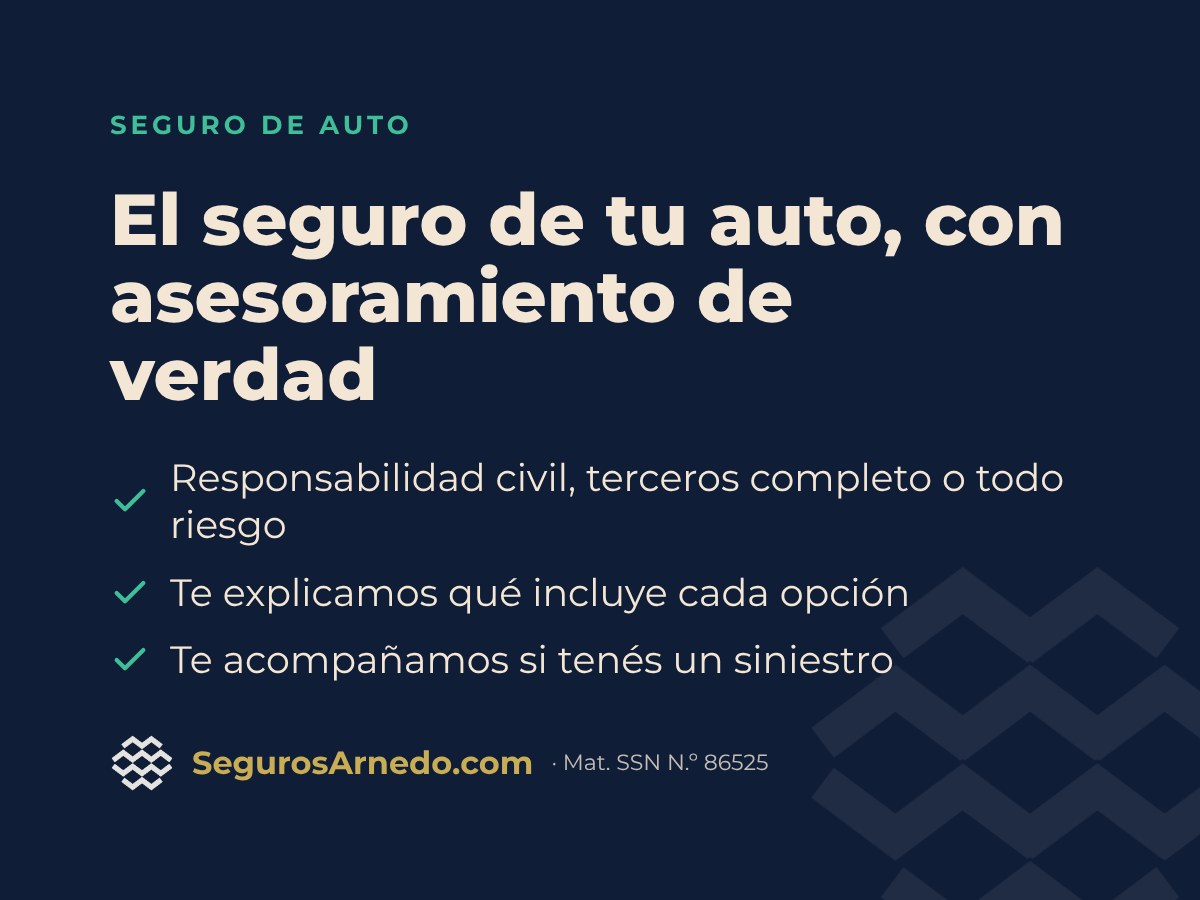 SEGURO DE AUTO
El seguro de tu auto, con
asesoramiento de
verdad
Responsabilidad civil, terceros completo o todo
riesgo
Te explicamos qué incluye cada opción
Te acompañamos si tenés un siniestro
SegurosArnedo.com · Mat. SSN N.º 86525